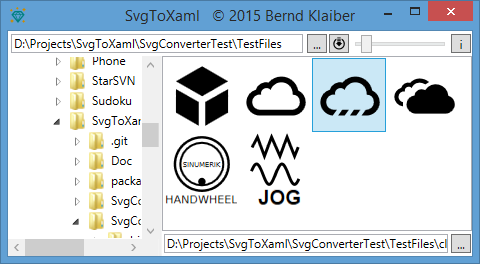 SvgToXaml © 2015 Bernd Klaiber
D:\Projects\SvgToXaml\SvgConverterTest\TestFiles
...
i
Phone
StarSVN
Sudoku
SvgToXam
.git
Doc
packa
SvgCo
SvgCo
SINUMERIK
HANDWHEEL
JOG
D:\Projects\SvgToXaml\SvgConverterTest\TestFiles\cl
...